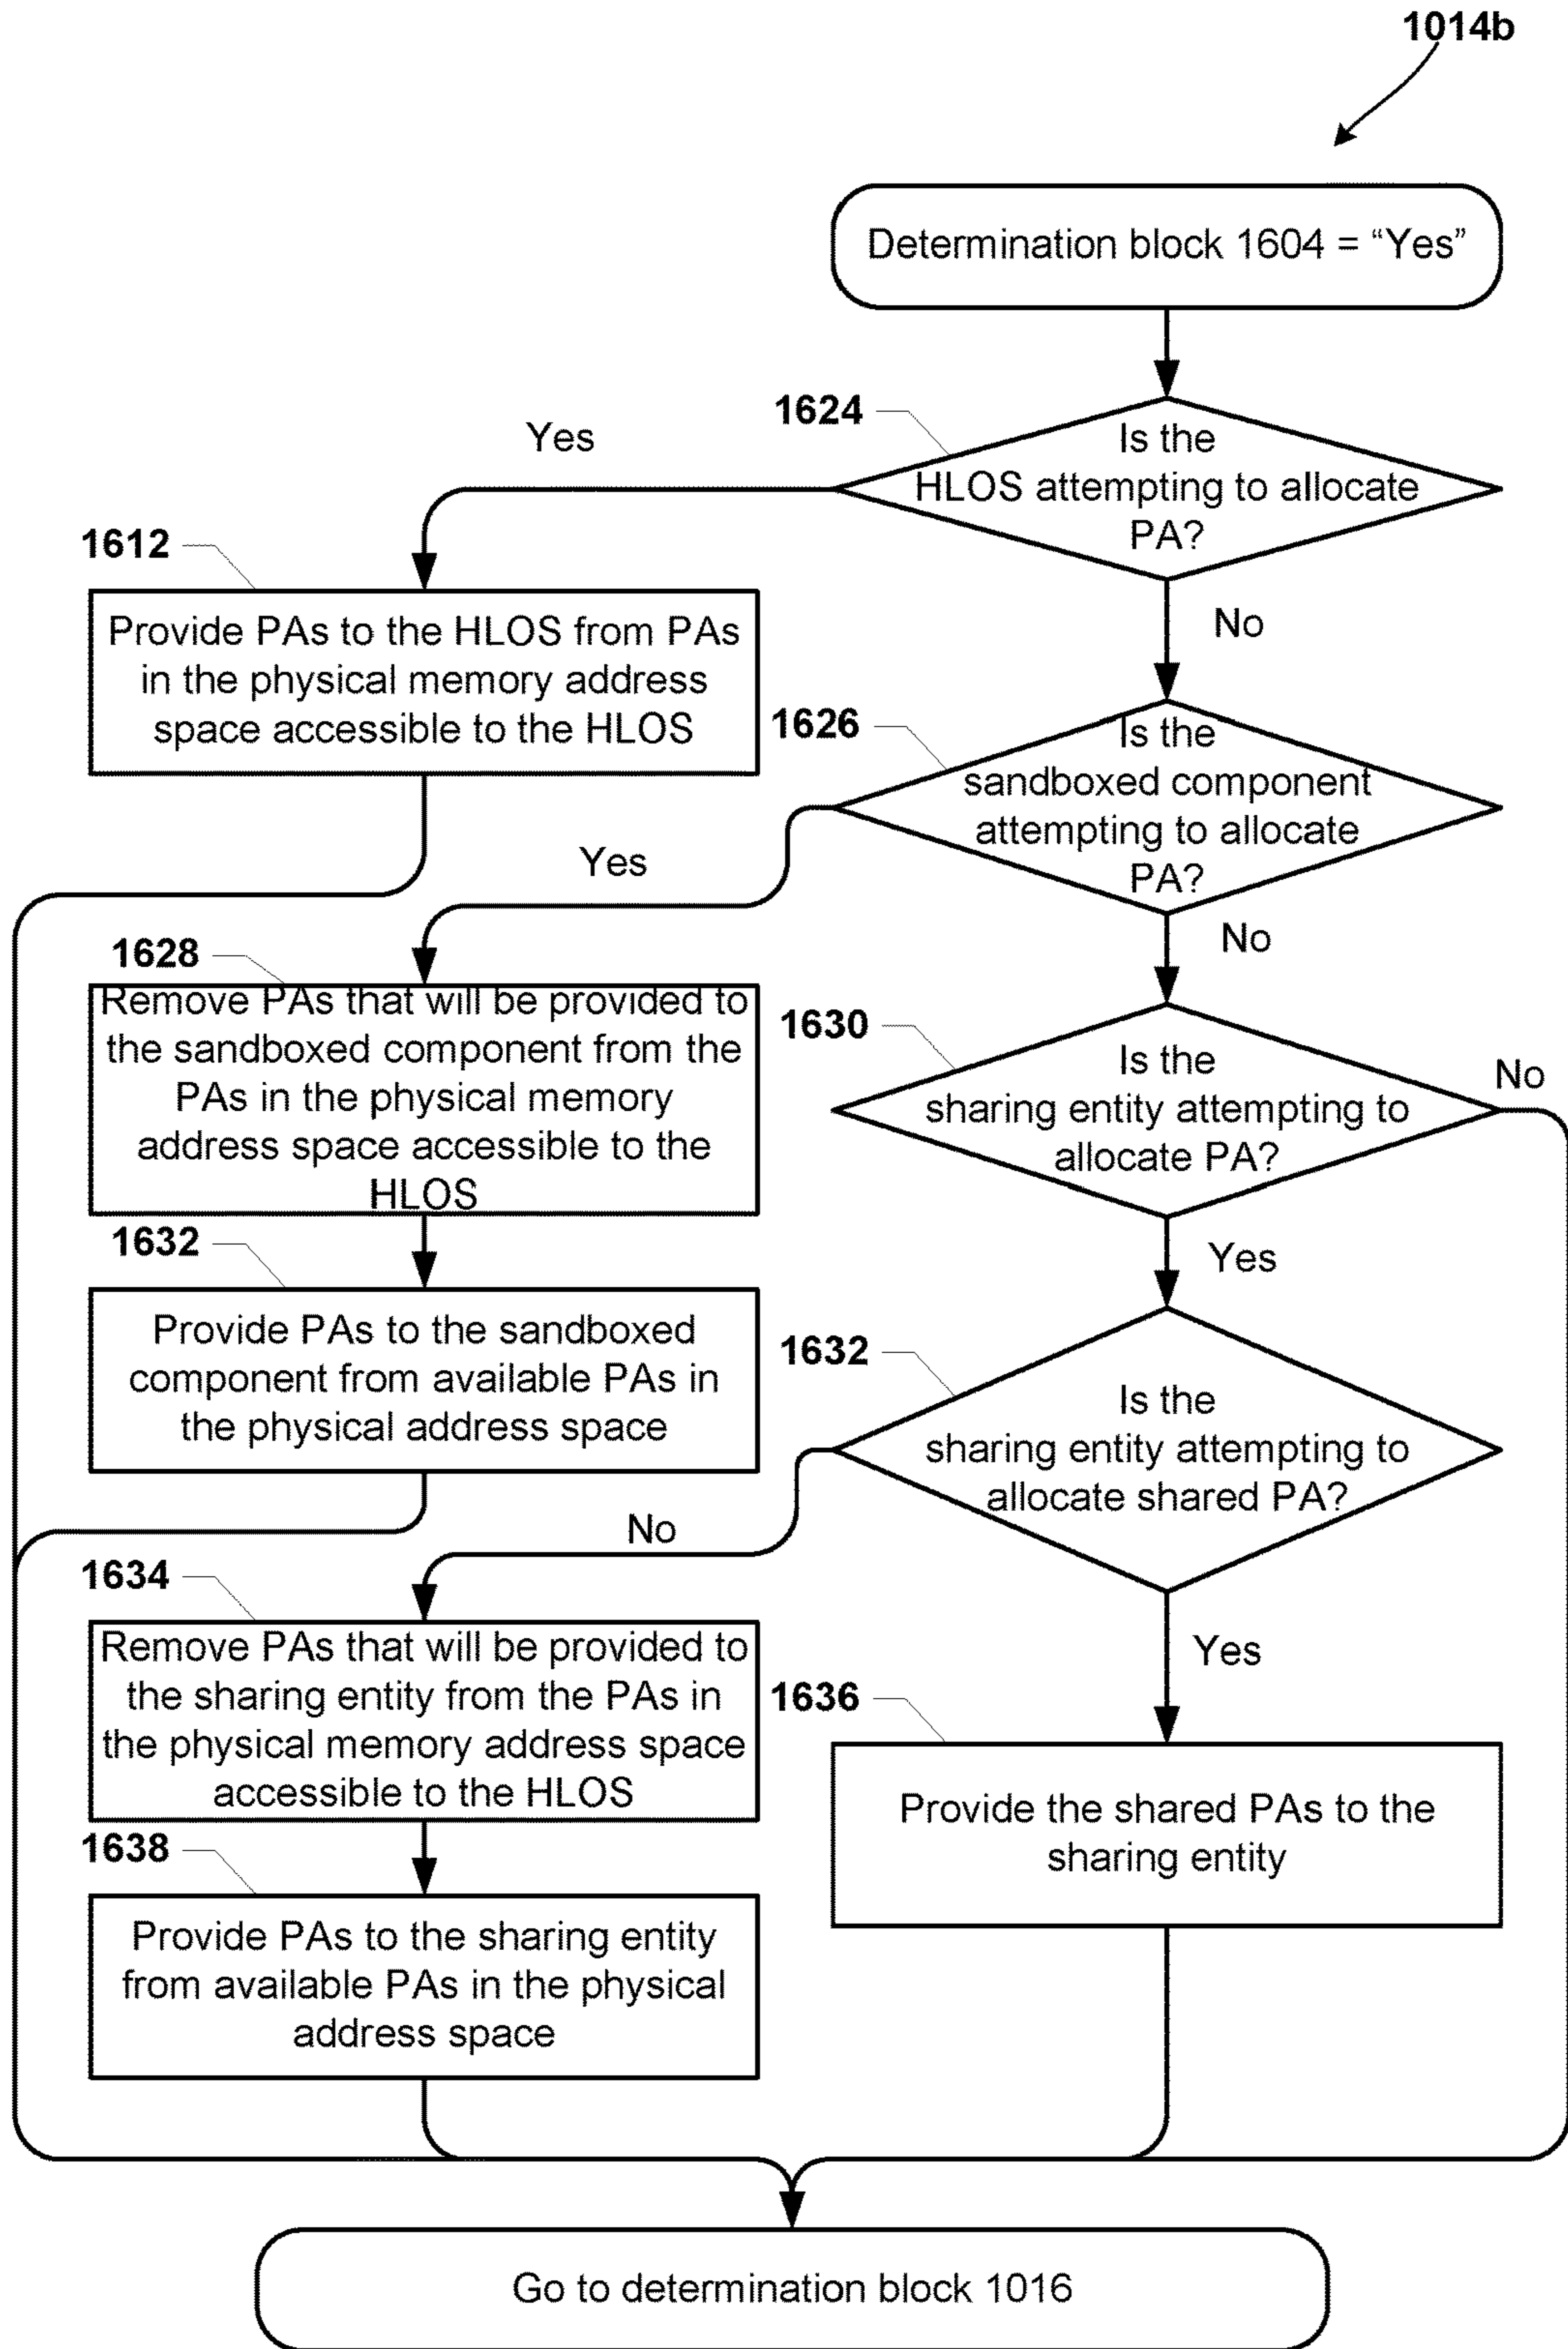 1014b
Determination block 1604 = “Yes”
1624
Is the
HLOS attempting to allocate
PA?
Yes
No
1612
Provide PAs to the HLOS from PAs
in the physical memory address
space accessible to the HLOS
1626
Is the
sandboxed component
attempting to allocate
PA?
Yes
No
1628
Remove PAs that will be provided to
the sandboxed component from the
PAs in the physical memory
address space accessible to the
HLOS
1630
Is the
sharing entity attempting to
allocate PA?
No
Yes
1632
Provide PAs to the sandboxed
component from available PAs in
the physical address space
1632
Is the
sharing entity attempting to
allocate shared PA?
No
Yes
1634
Remove PAs that will be provided to
the sharing entity from the PAs in
the physical memory address space
accessible to the HLOS
1636
Provide the shared PAs to the
sharing entity
1638
Provide PAs to the sharing entity
from available PAs in the physical
address space
Go to determination block 1016